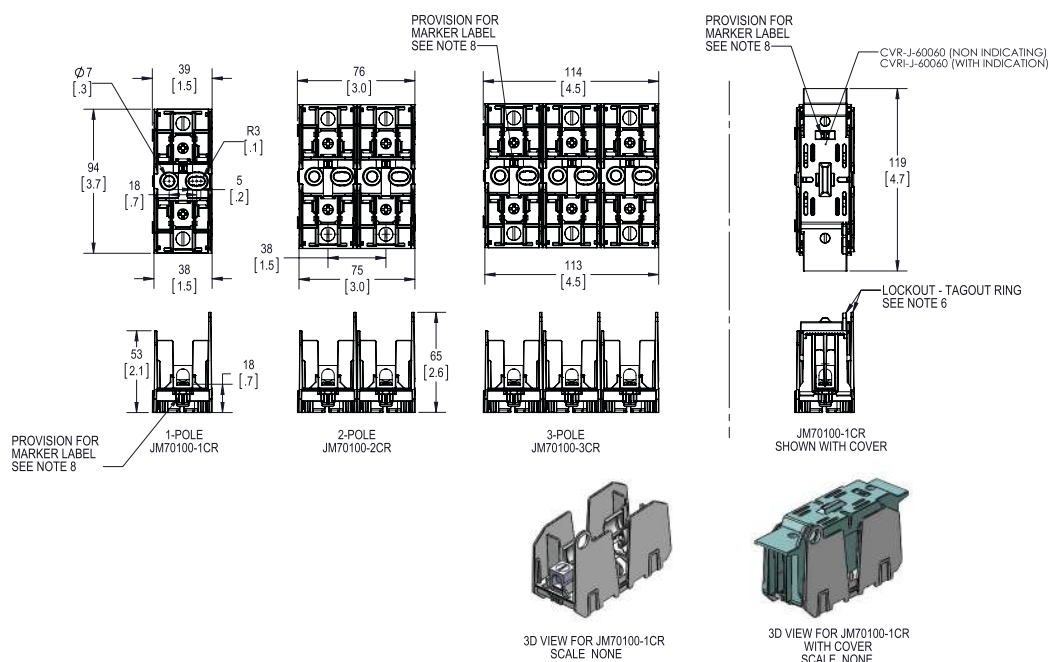 PROVISION FOR
MARKER LABEL
SEE NOTE 8
PROVISION FOR
MARKER LABEL
SEE NOTE 8
CVR-J-60060 (NON INDICATING)
CVRI-J-60060 (WITH INDICATION)
Ø7
[.3]
39
[1.5]
76
[3.0]
114
[4.5]
R3
[.1]
94
[3.7]
18
[.7]
5
[.2]
119
[4.7]
38
[1.5]
38
[1.5]
75
[3.0]
113
[4.5]
LOCKOUT - TAGOUT RING
SEE NOTE 6
53
[2.1]
18
[.7]
65
[2.6]
PROVISION FOR
MARKER LABEL
SEE NOTE 8
1-POLE
JM70100-1CR
2-POLE
JM70100-2CR
3-POLE
JM70100-3CR
JM70100-1CR
SHOWN WITH COVER
3D VIEW FOR JM70100-1CR
SCALE NONE
3D VIEW FOR JM70100-1CR
WITH COVER
SCALE NONE